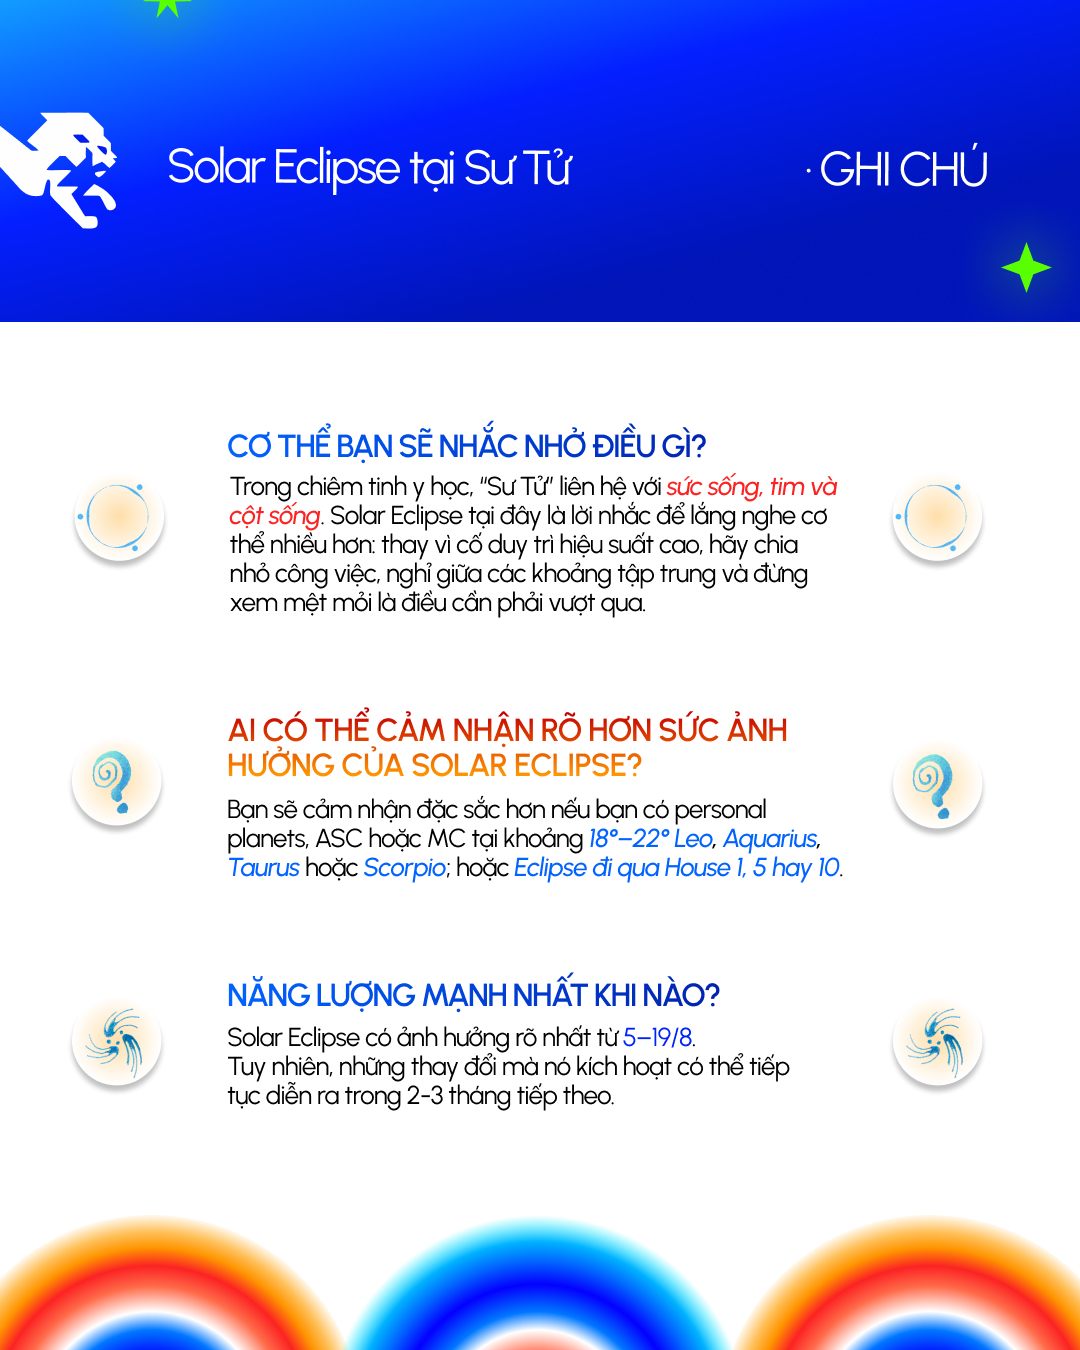 Solar Eclipse tại Sư Tử
· GHI CHÚ
CƠ THỂ BẠN SẼ NHẮC NHỞ ĐIỀU GÌ?
Trong chiêm tinh y học, “Sư Tử” liên hệ với sức sống, tim và
cột sống. Solar Eclipse tại đây là lời nhắc để lắng nghe cơ
thể nhiều hơn: thay vì cố duy trì hiệu suất cao, hãy chia
nhỏ công việc, nghỉ giữa các khoảng tập trung và đừng
xem mệt mỏi là điều cần phải vượt qua.
AI CÓ THỂ CẢM NHẬN RÕ HƠN SỨC ẢNH
HƯỞNG CỦA SOLAR ECLIPSE?
Bạn sẽ cảm nhận đặc sắc hơn nếu bạn có personal
planets, ASC hoặc MC tại khoảng 18°–22° Leo, Aquarius,
Taurus hoặc Scorpio; hoặc Eclipse đi qua House 1, 5 hay 10.
NĂNG LƯỢNG MẠNH NHẤT KHI NÀO?
Solar Eclipse có ảnh hưởng rõ nhất từ 5–19/8.
Tuy nhiên, những thay đổi mà nó kích hoạt có thể tiếp
tục diễn ra trong 2-3 tháng tiếp theo.